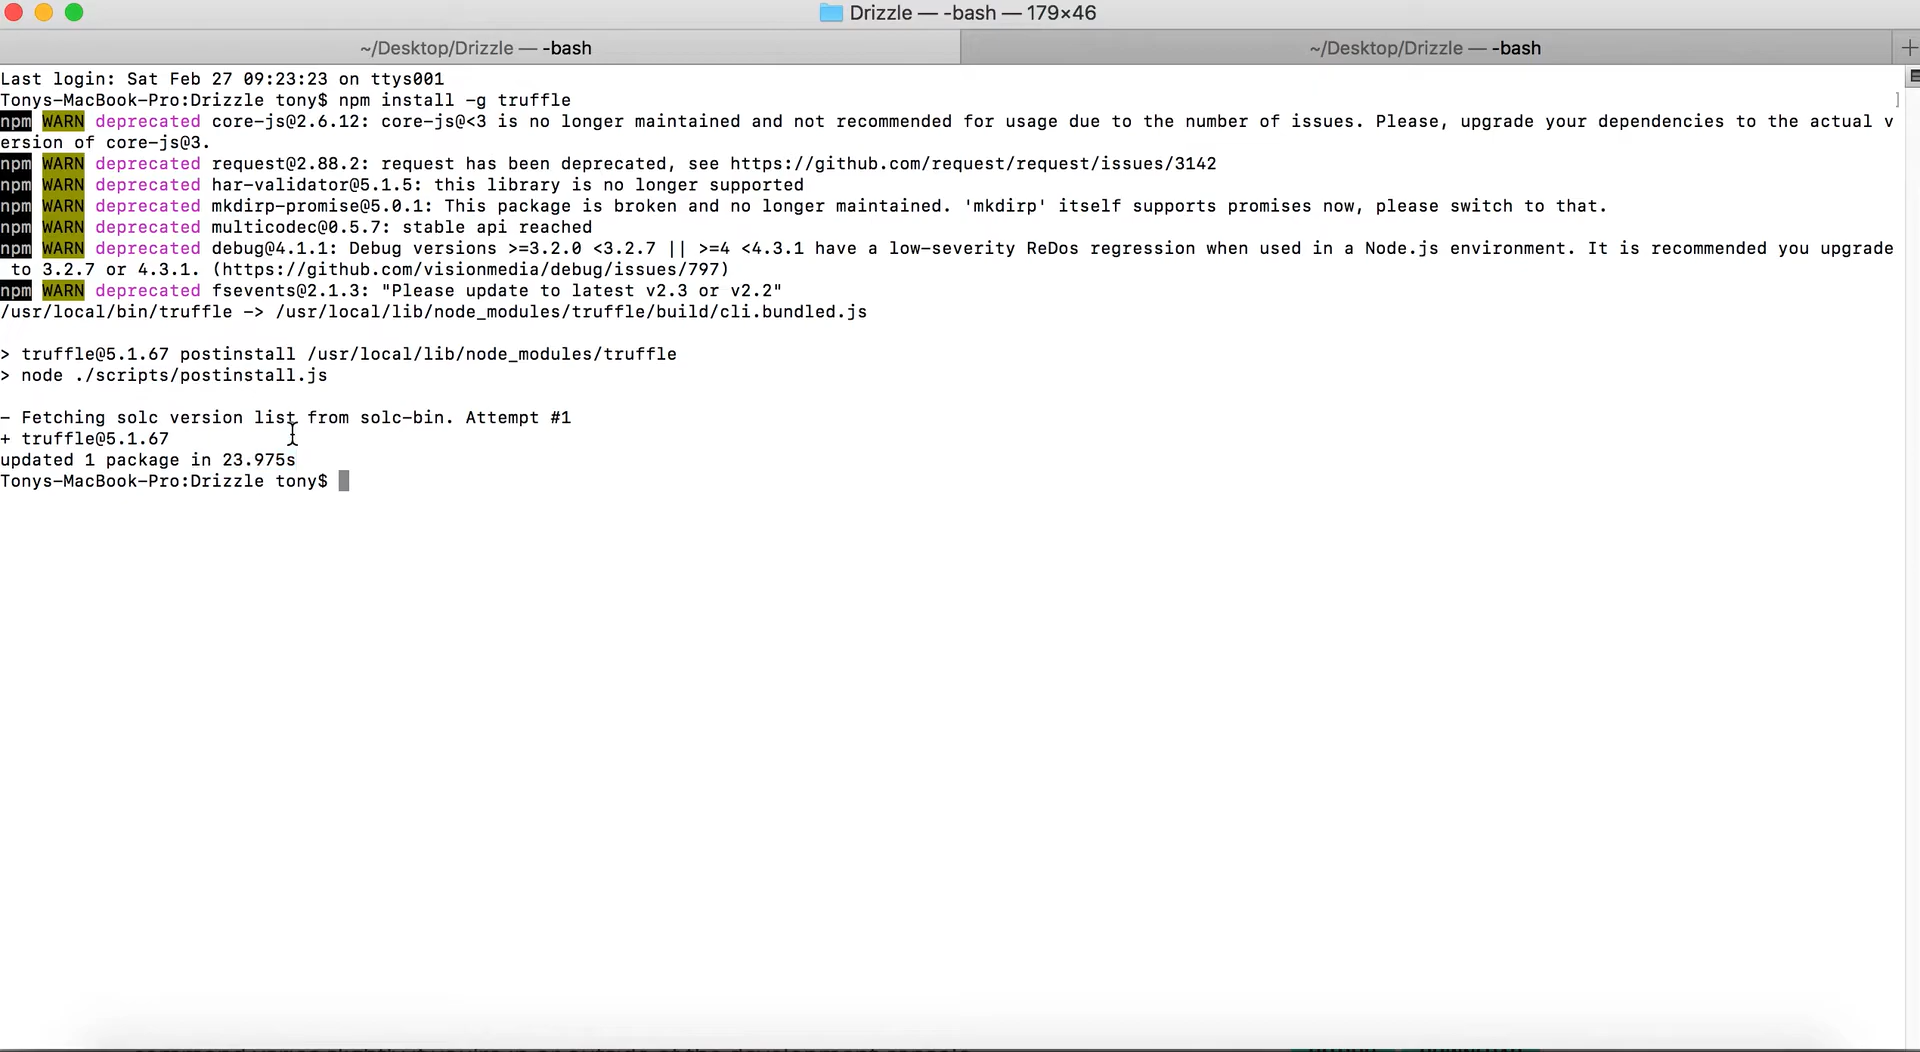 Drizzle — -bash — 179×46
~/Desktop/Drizzle — -bash
~/Desktop/Drizzle — -bash
Last login: Sat Feb 27 09:23:23 on ttys001
Tonys-MacBook-Pro:Drizzle tony$ npm install -g truffle
npm WARN deprecated core-js@2.6.12: core-js@<3 is no longer maintained and not recommended for usage due to the number of issues. Please, upgrade your dependencies to the actual v
ersion of core-js@3.
npm WARN deprecated request@2.88.2: request has been deprecated, see https://github.com/request/request/issues/3142
npm WARN deprecated har-validator@5.1.5: this library is no longer supported
npm WARN deprecated mkdirp-promise@5.0.1: This package is broken and no longer maintained. 'mkdirp' itself supports promises now, please switch to that.
npm WARN deprecated multicodec@0.5.7: stable api reached
npm WARN deprecated debug@4.1.1: Debug versions >=3.2.0 <3.2.7 || >=4 <4.3.1 have a low-severity ReDos regression when used in a Node.js environment. It is recommended you upgrade
 to 3.2.7 or 4.3.1. (https://github.com/visionmedia/debug/issues/797)
npm WARN deprecated fsevents@2.1.3: "Please update to latest v2.3 or v2.2"
/usr/local/bin/truffle -> /usr/local/lib/node_modules/truffle/build/cli.bundled.js
> truffle@5.1.67 postinstall /usr/local/lib/node_modules/truffle
> node ./scripts/postinstall.js
- Fetching solc version list from solc-bin. Attempt #1
+ truffle@5.1.67
updated 1 package in 23.975s
Tonys-MacBook-Pro:Drizzle tony$